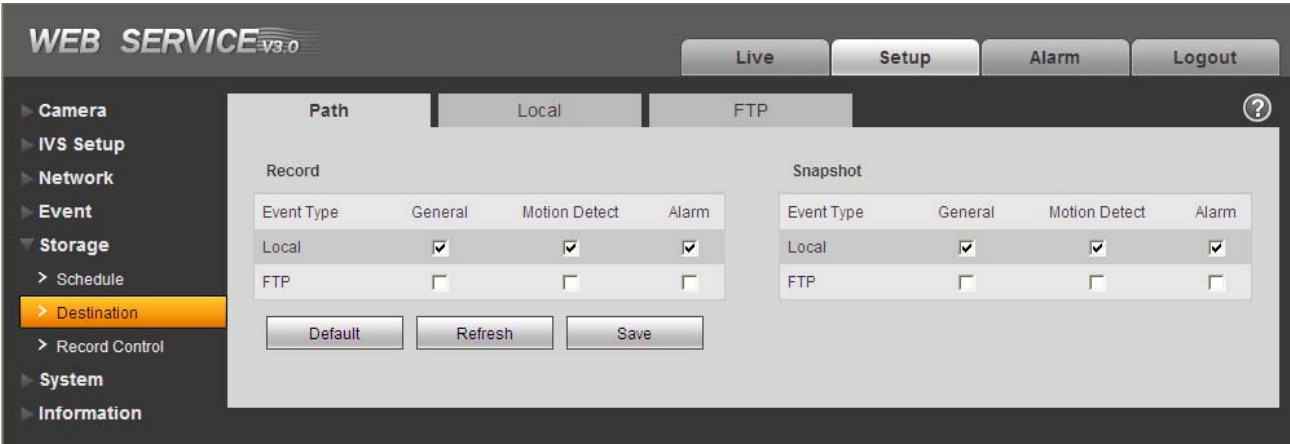 WEB SERVICE V3.0
Live Setup Alarm Logout
Camera
IVS Setup
Network
Event
Storage
> Schedule
> Destination
> Record Control
System
Information
Path Local FTP ?
Record
Event Type General Motion Detect Alarm
Local
FTP
Default Refresh Save
Snapshot
Event Type General Motion Detect Alarm
Local
FTP